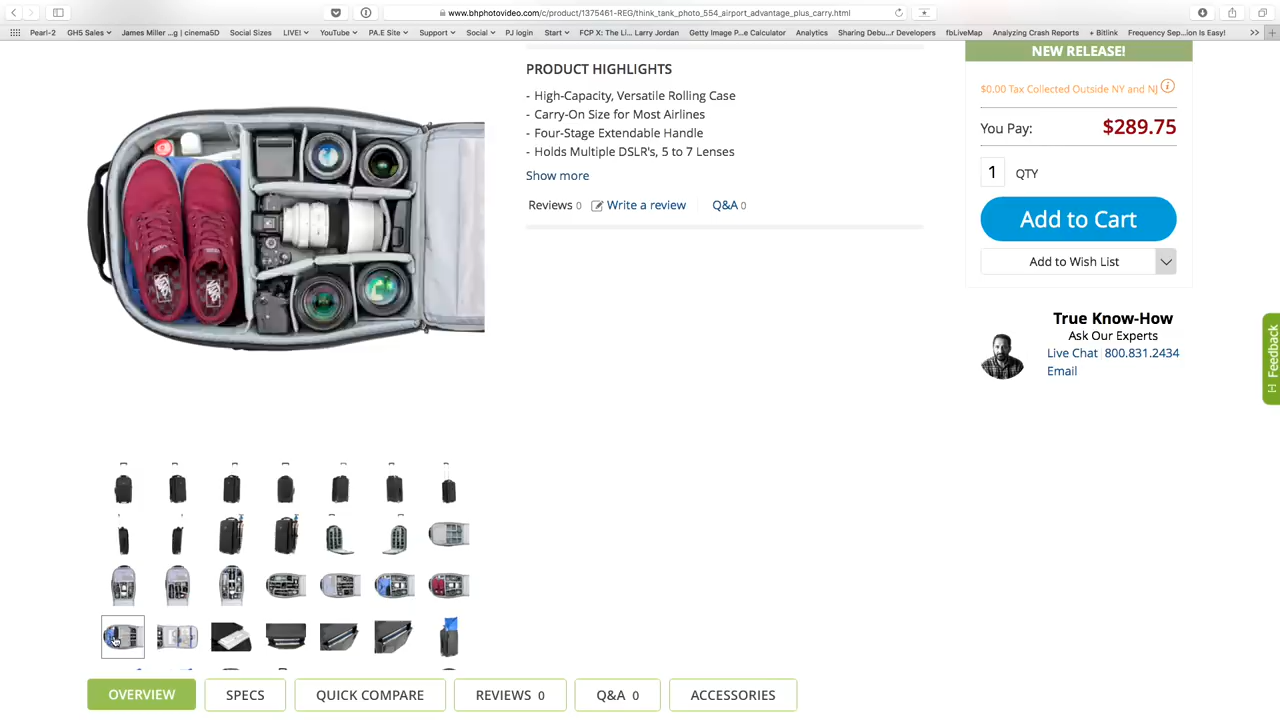 www.bhphotovideo.com/c/product/1375461-REG/think_tank_photo_554_airport_advantage_plus_carry.html
Pearl-2 GH5 Sales James Miller ...g | cinema5D Social Sizes LIVE! YouTube PA.E Site Support Social PJ login Start FCP X: The Li... Larry Jordan Getty Image P...e Calculator Analytics Sharing Debu...r Developers fbLiveMap Analyzing Crash Reports + Bitlink Frequency Sep...ion Is Easy! >>
PRODUCT HIGHLIGHTS
- High-Capacity, Versatile Rolling Case
- Carry-On Size for Most Airlines
- Four-Stage Extendable Handle
- Holds Multiple DSLR's, 5 to 7 Lenses
Show more
Reviews 0 Write a review Q&A 0
NEW RELEASE!
$0.00 Tax Collected Outside NY and NJ
You Pay: $289.75
1 QTY
Add to Cart
Add to Wish List
True Know-How
Ask Our Experts
Live Chat | 800.831.2434
Email
Feedback
OVERVIEW SPECS QUICK COMPARE REVIEWS 0 Q&A 0 ACCESSORIES